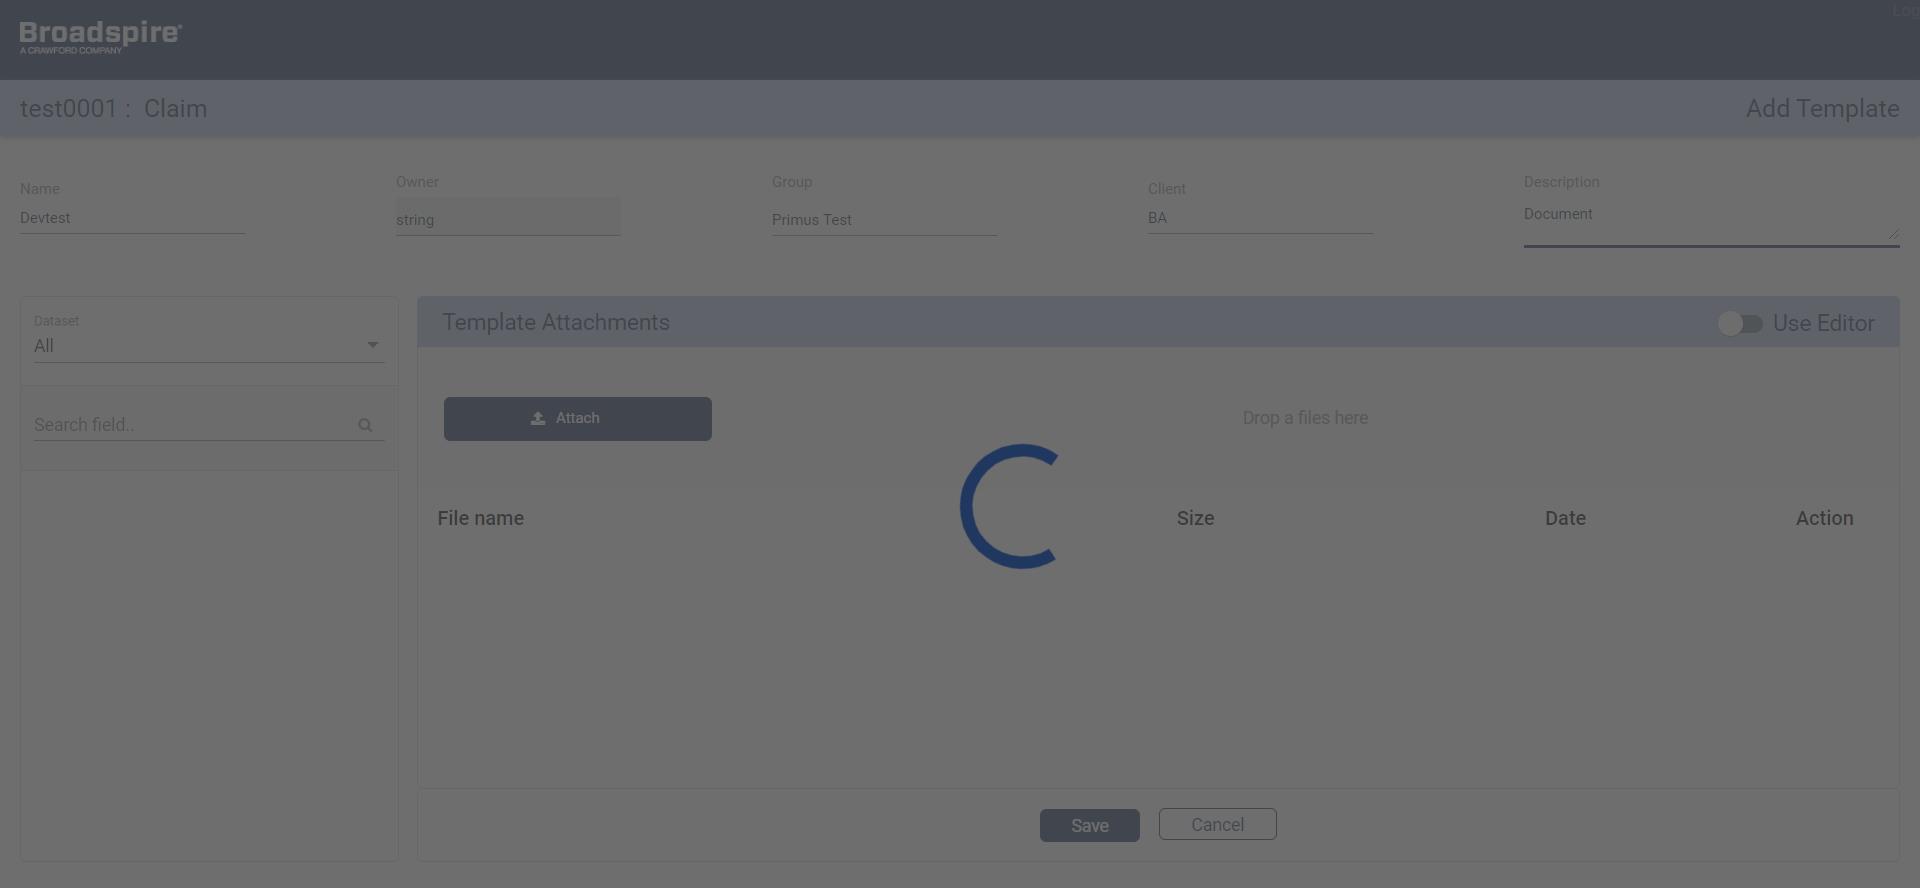 Log
Broadspire®
A CRAWFORD COMPANY
test0001 : Claim
Add Template
Name
Devtest
Owner
string
Group
Primus Test
Client
BA
Description
Document
Dataset
All
Search field..
Template Attachments
Use Editor
Attach
Drop a files here
File name
Size
Date
Action
Save
Cancel